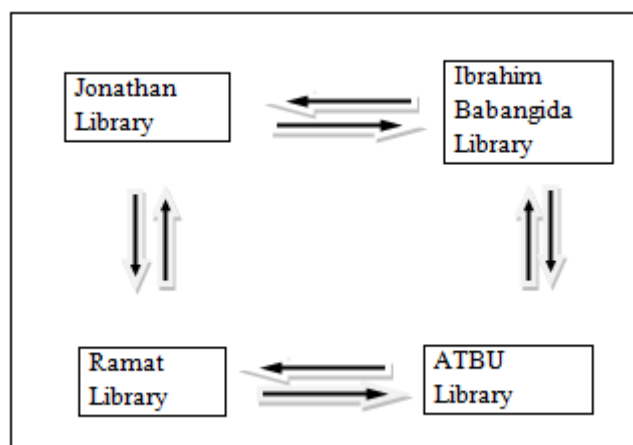 Jonathan
Library
Ibrahim
Babangida
Library
Ramat
Library
ATBU
Library